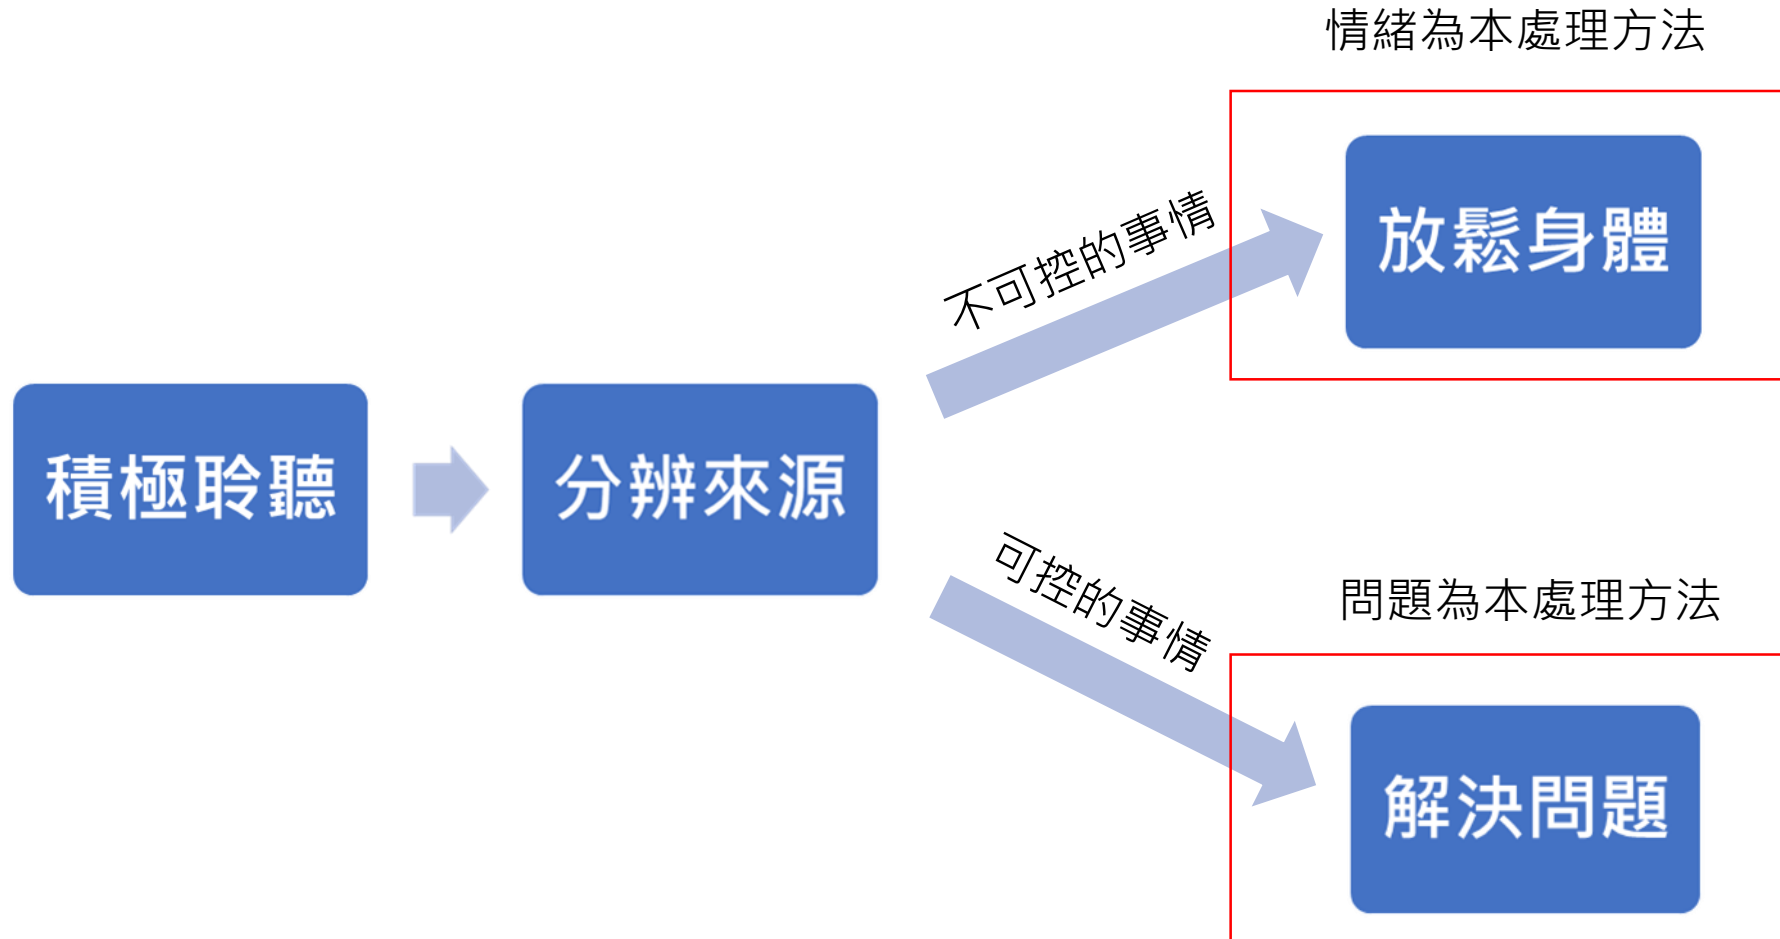 情緒為本處理方法
放鬆身體
不可控的事情
積極聆聽
分辨來源
可控的事情
問題為本處理方法
解決問題